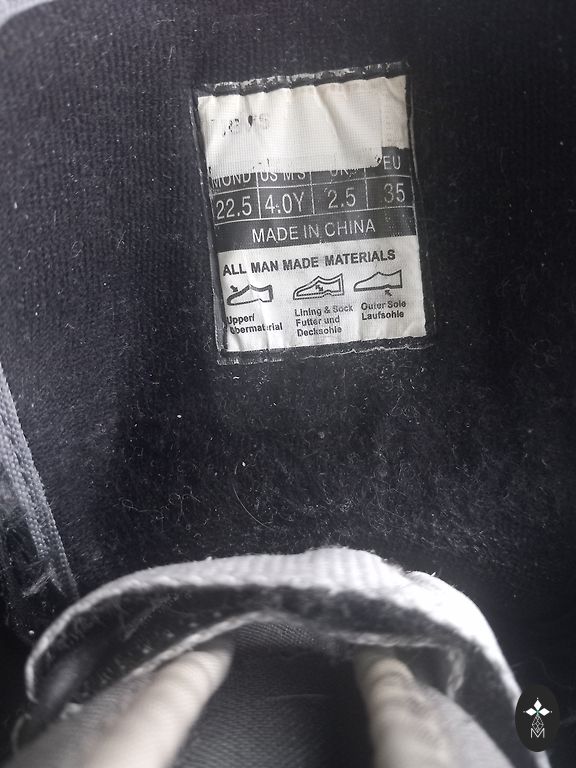 MOND US M'S UK EU
22.5 4.0Y 2.5 35
MADE IN CHINA
ALL MAN MADE MATERIALS
Upper/ Lining & Sock Outer Sole
Obermaterial Futter und Laufsohle
Decksohle
M